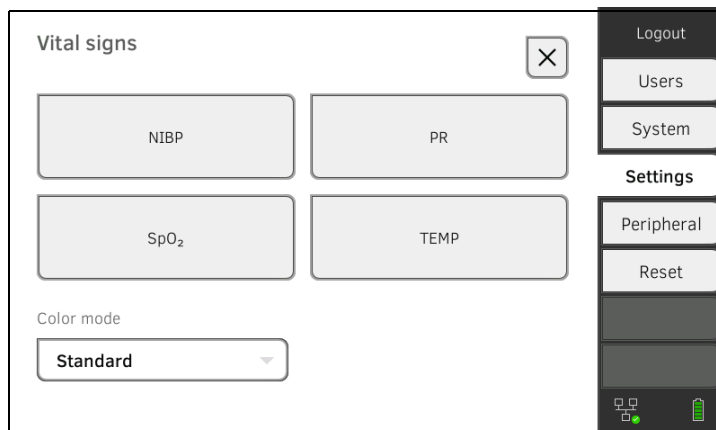 Vital signs
NIBP
PR
SpO₂
TEMP
Color mode
Standard
Logout
Users
System
Settings
Peripheral
Reset